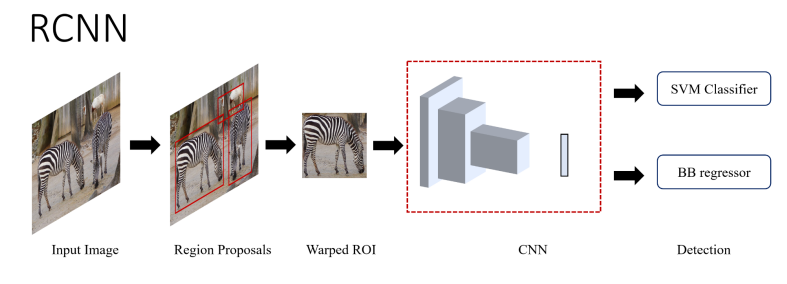 RCNN
SVM Classifier
BB regressor
Input Image
Region Proposals
Warped ROI
CNN
Detection